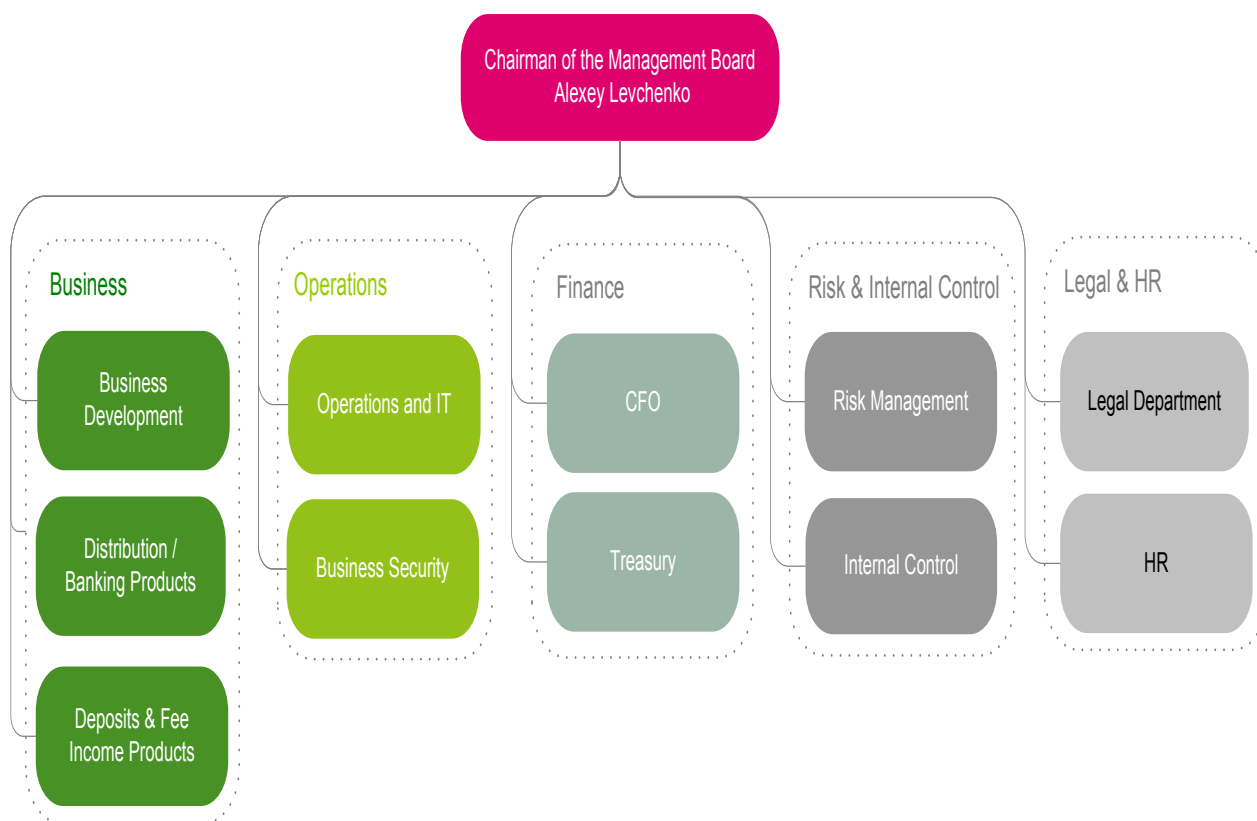 Chairman of the Management Board
Alexey Levchenko
Business
Business
Development
Distribution /
Banking Products
Deposits & Fee
Income Products
Operations
Operations and IT
Business Security
Finance
CFO
Treasury
Risk & Internal Control
Risk Management
Internal Control
Legal & HR
Legal Department
HR